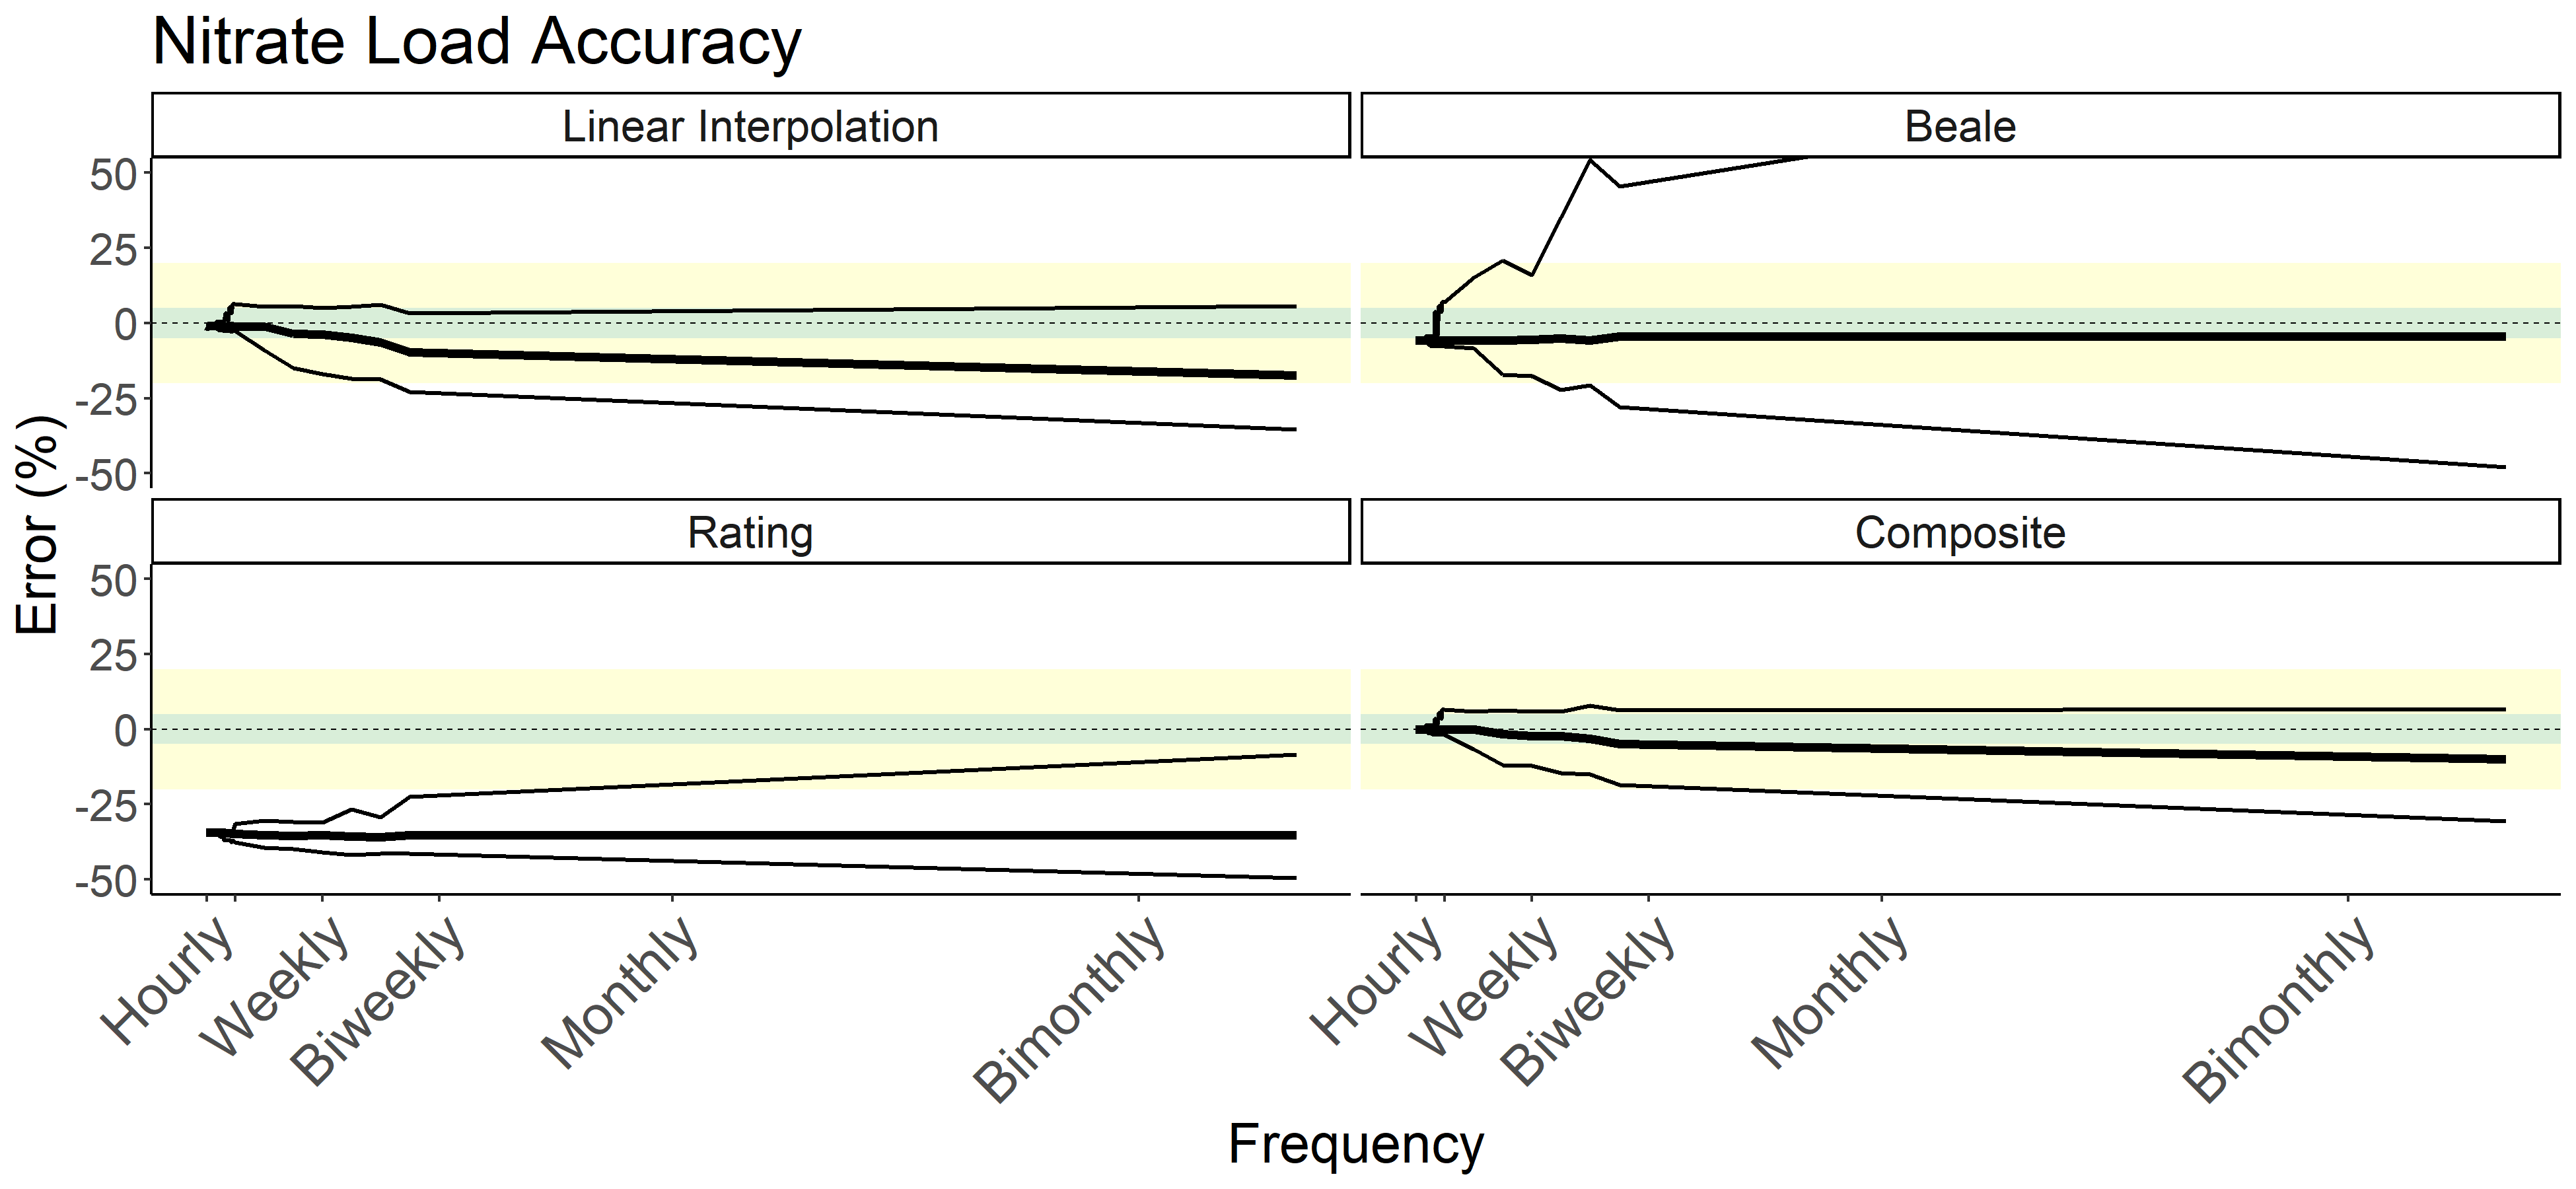 Nitrate Load Accuracy
Linear Interpolation
Beale
50
25
0
-25
-50
Error (%)
Rating
Composite
50
25
0
-25
-50
Hourly
Weekly
Biweekly
Monthly
Bimonthly
Hourly
Weekly
Biweekly
Monthly
Bimonthly
Frequency